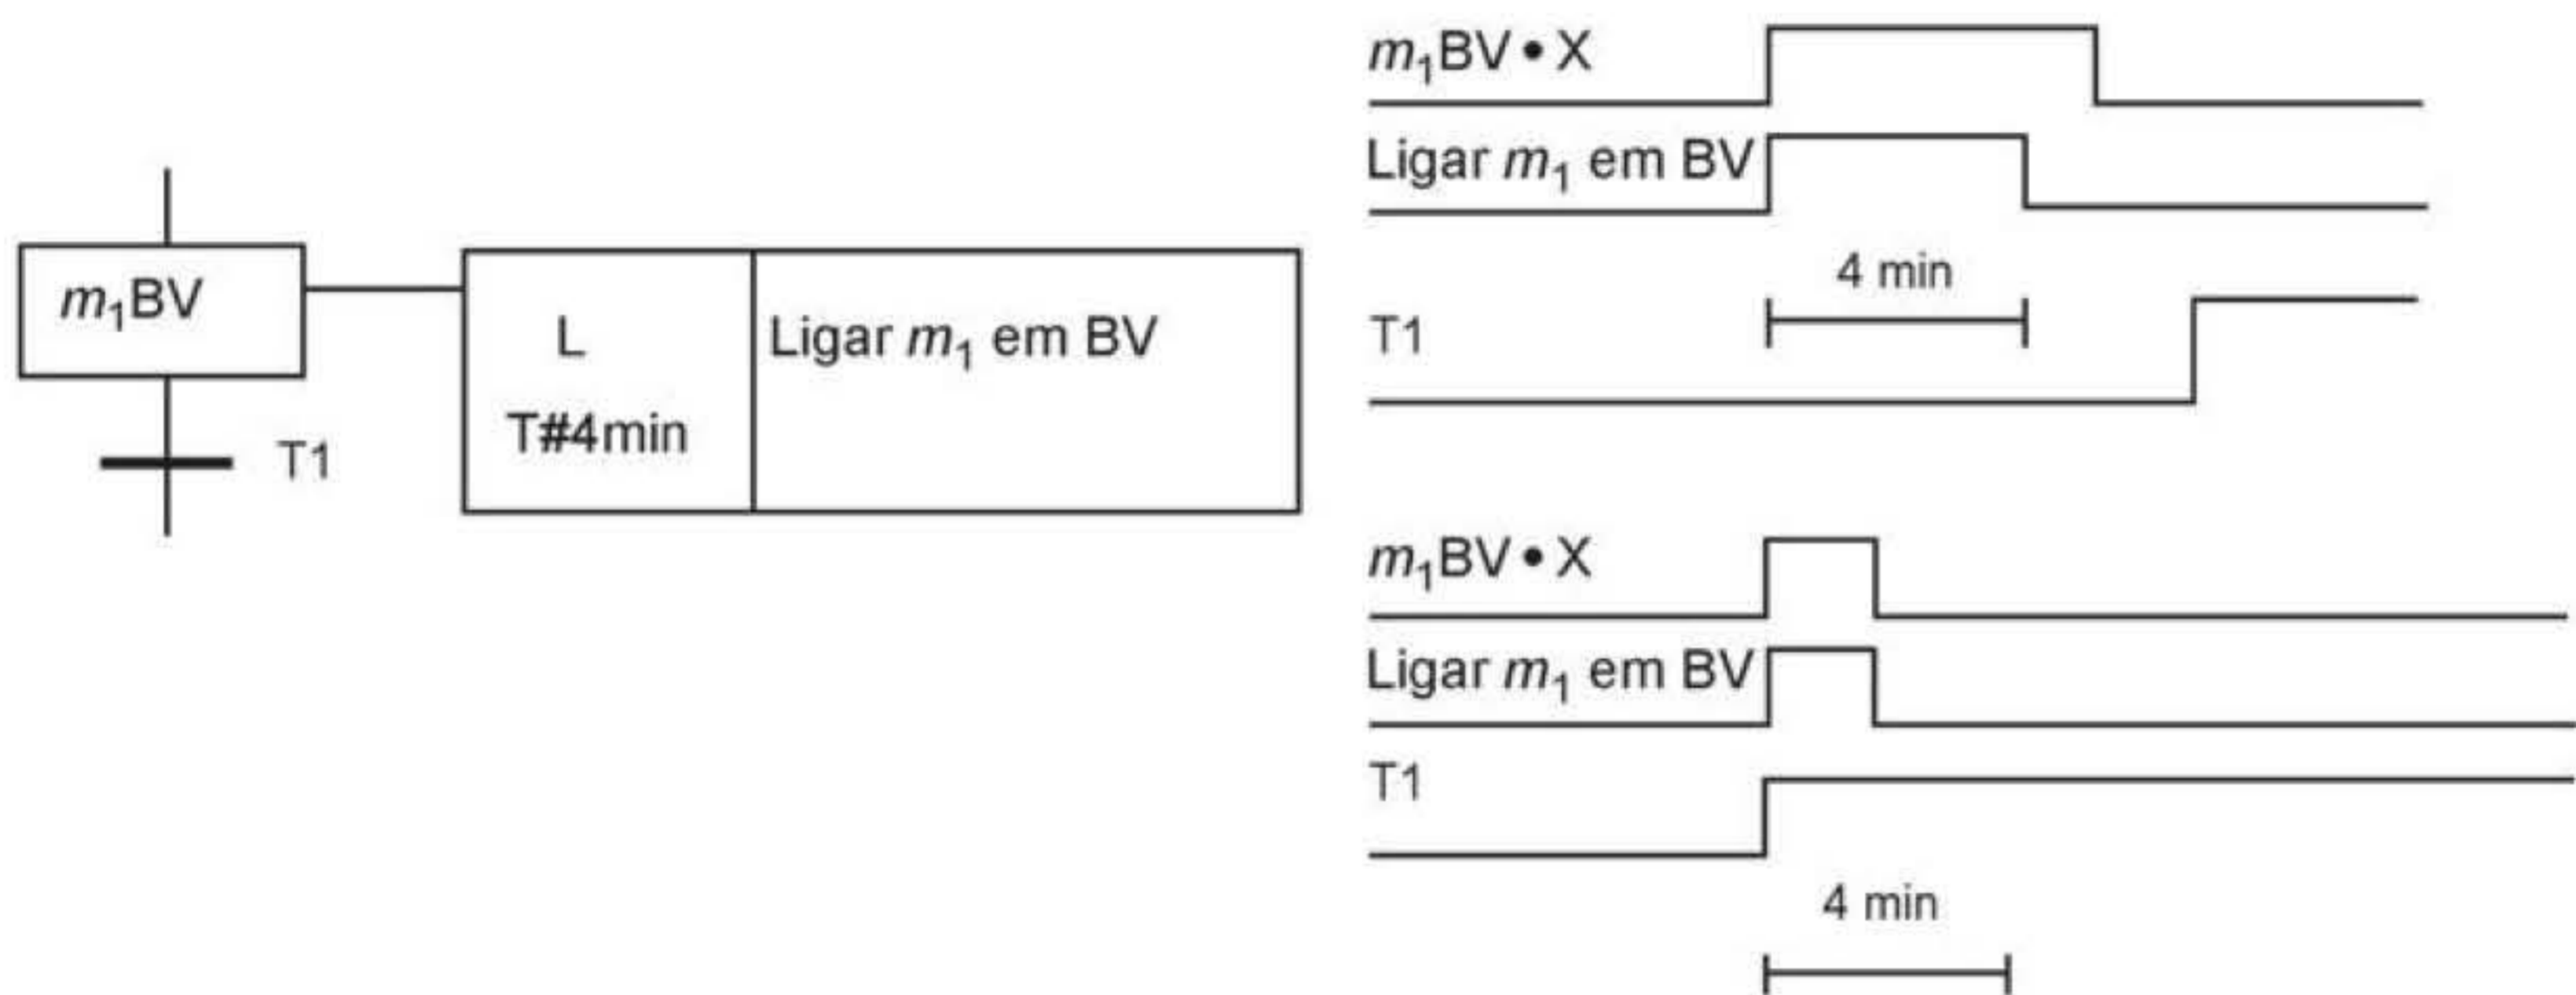 m₁BV
L
T#4min
Ligar m₁ em BV
T1
m₁BV • X
Ligar m₁ em BV
4 min
T1
m₁BV • X
Ligar m₁ em BV
T1
4 min